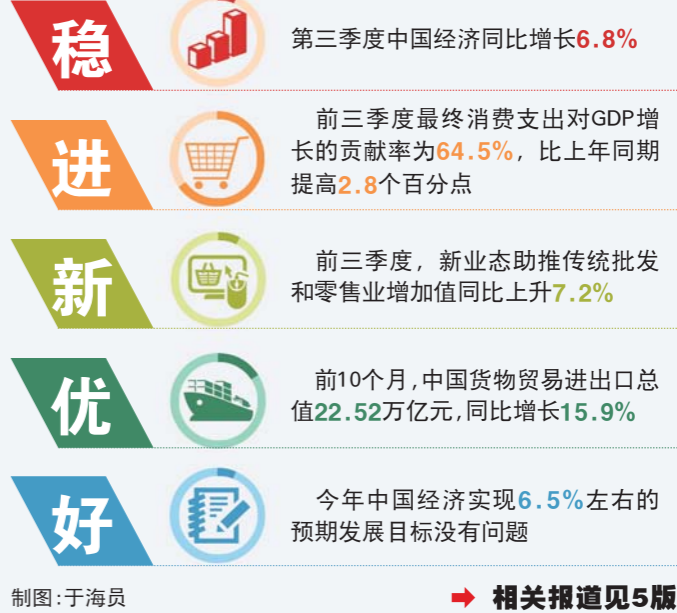 稳
第三季度中国经济同比增长6.8%
进
前三季度最终消费支出对GDP增
长的贡献率为64.5%，比上年同期
提高2.8个百分点
新
前三季度，新业态助推传统批发
和零售业增加值同比上升7.2%
优
前10个月，中国货物贸易进出口总
值22.52万亿元，同比增长15.9%
好
今年中国经济实现6.5%左右的
预期发展目标没有问题
制图：于海员
➡ 相关报道见5版